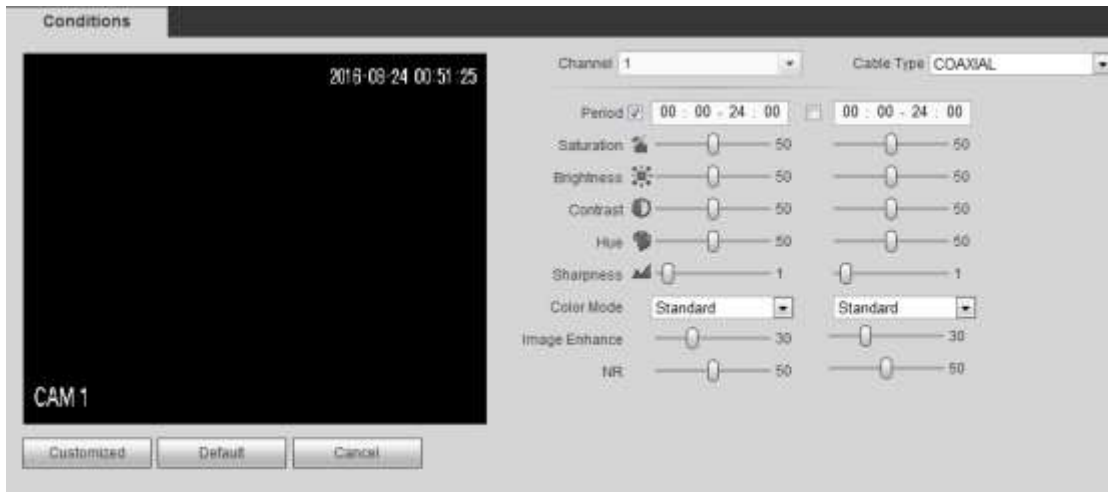 Conditions
2016-08-24 00:51:25
CAM 1
Customized Default Cancel
Channel 1 Cable Type COAXIAL
Period 00 : 00 - 24 : 00 00 : 00 - 24 : 00
Saturation 50 50
Brightness 50 50
Contrast 50 50
Hue 50 50
Sharpness 1 1
Color Mode Standard Standard
Image Enhance 30 30
NR 50 50